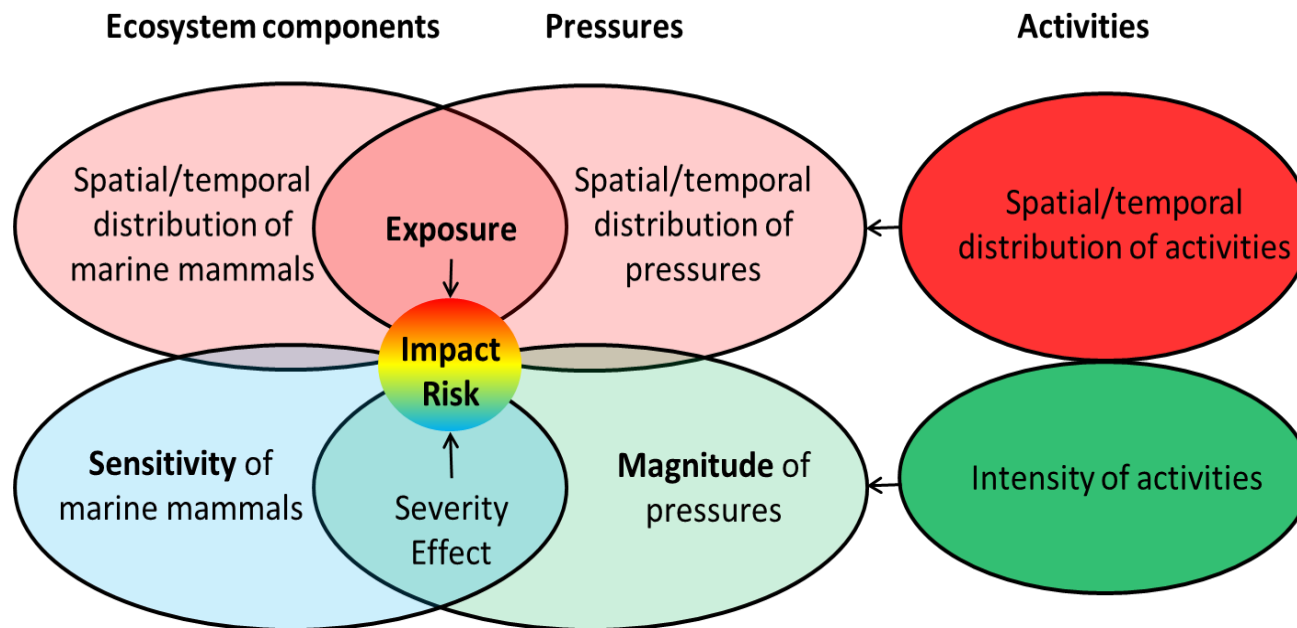 Ecosystem components
Pressures
Activities
Spatial/temporal
distribution of
marine mammals
Exposure
Spatial/temporal
distribution of
pressures
Spatial/temporal
distribution of activities
Impact
Risk
Sensitivity of
marine mammals
Severity
Effect
Magnitude of
pressures
Intensity of activities